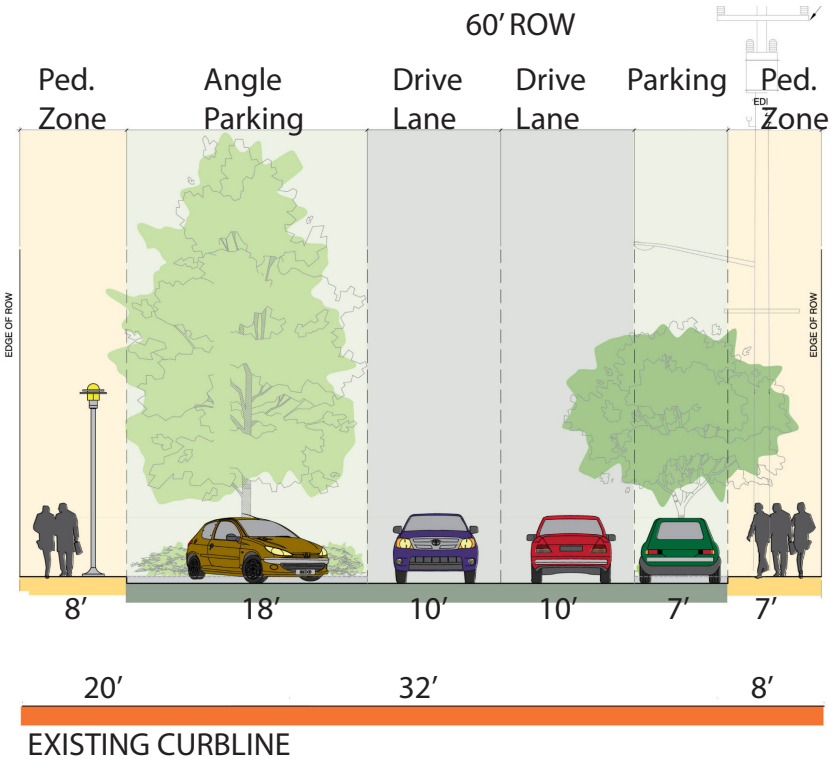 60’ ROW
Ped. Zone
Angle Parking
Drive Lane
Drive Lane
Parking
Ped. Zone
EDI
EDGE OF ROW
EDGE OF ROW
8’
18’
10’
10’
7’
7’
20’
32’
8’
EXISTING CURBLINE